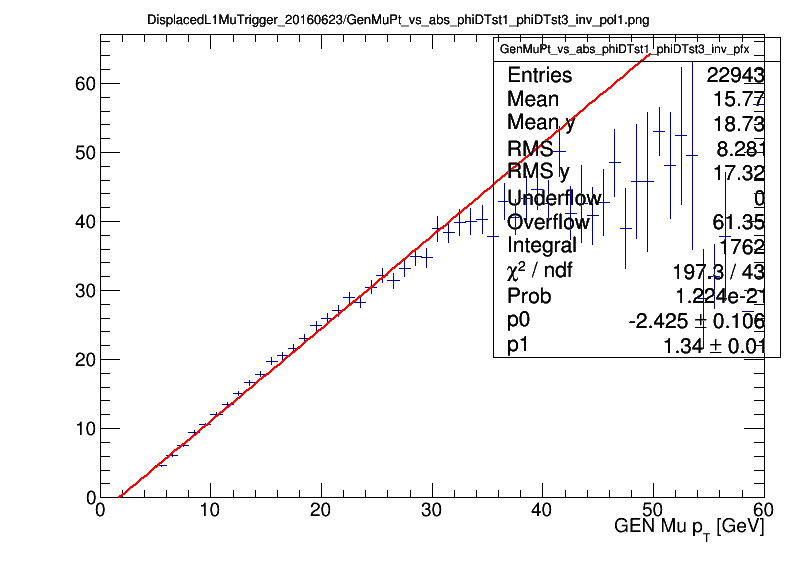 DisplacedL1MuTrigger_20160623/GenMuPt_vs_abs_phiDTst1_phiDTst3_inv_pol1.png
GenMuPt_vs_abs_phiDTst1_phiDTst3_inv_pfx
Entries 22943
Mean 15.77
Mean y 18.73
RMS 8.281
RMS y 17.32
Underflow 0
Overflow 61.35
Integral 1762
χ² / ndf 197.3 / 43
Prob 1.224e-21
p0 -2.425 ± 0.106
p1 1.34 ± 0.01
60
50
40
30
20
10
0
0 10 20 30 40 50 60
GEN Mu p_T [GeV]